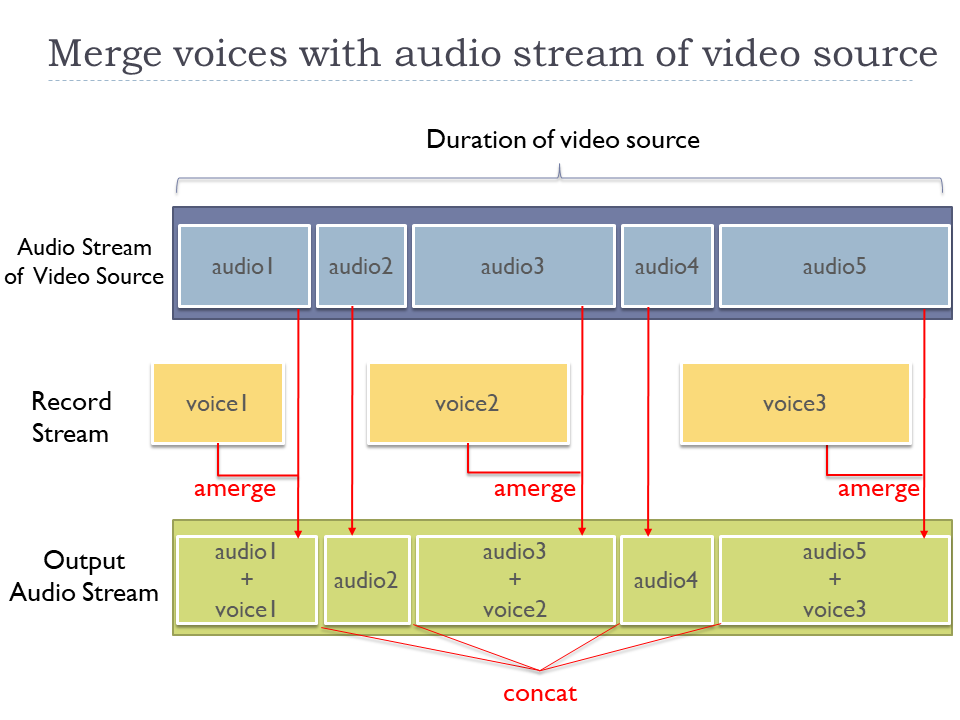 Merge voices with audio stream of video source
Duration of video source
Audio Stream
of Video Source
audio1
audio2
audio3
audio4
audio5
Record
Stream
voice1
voice2
voice3
amerge
amerge
amerge
Output
Audio Stream
audio1
+
voice1
audio2
audio3
+
voice2
audio4
audio5
+
voice3
concat